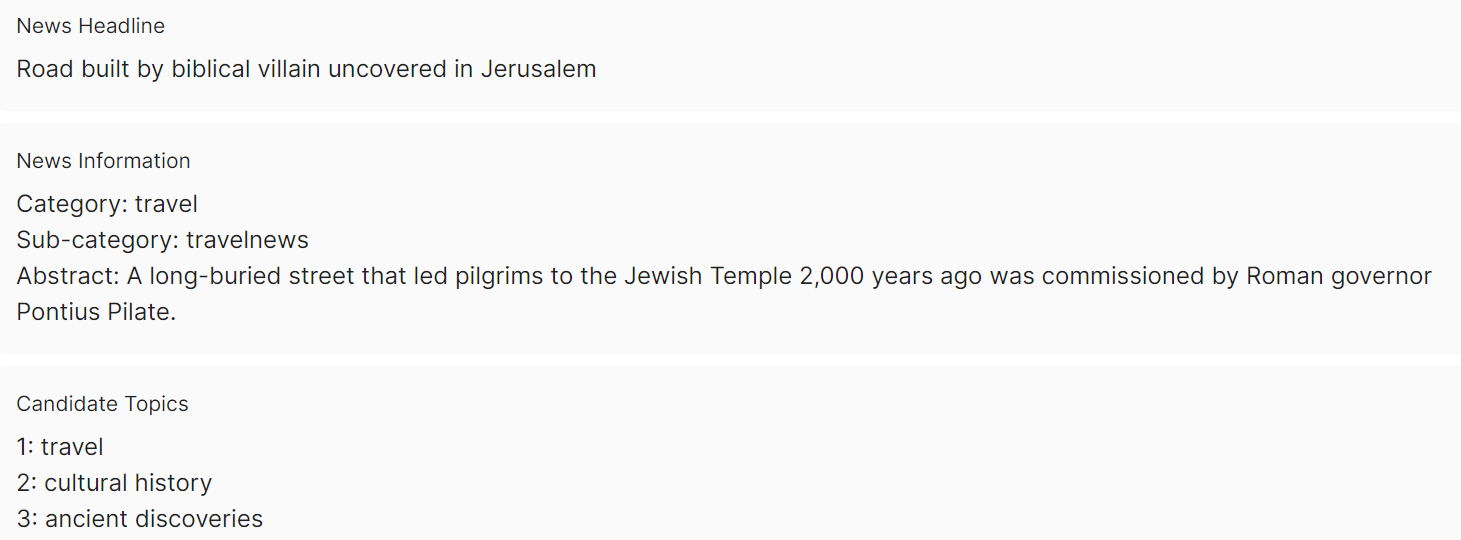 News Headline
Road built by biblical villain uncovered in Jerusalem
News Information
Category: travel
Sub-category: travelnews
Abstract: A long-buried street that led pilgrims to the Jewish Temple 2,000 years ago was commissioned by Roman governor
Pontius Pilate.
Candidate Topics
1: travel
2: cultural history
3: ancient discoveries